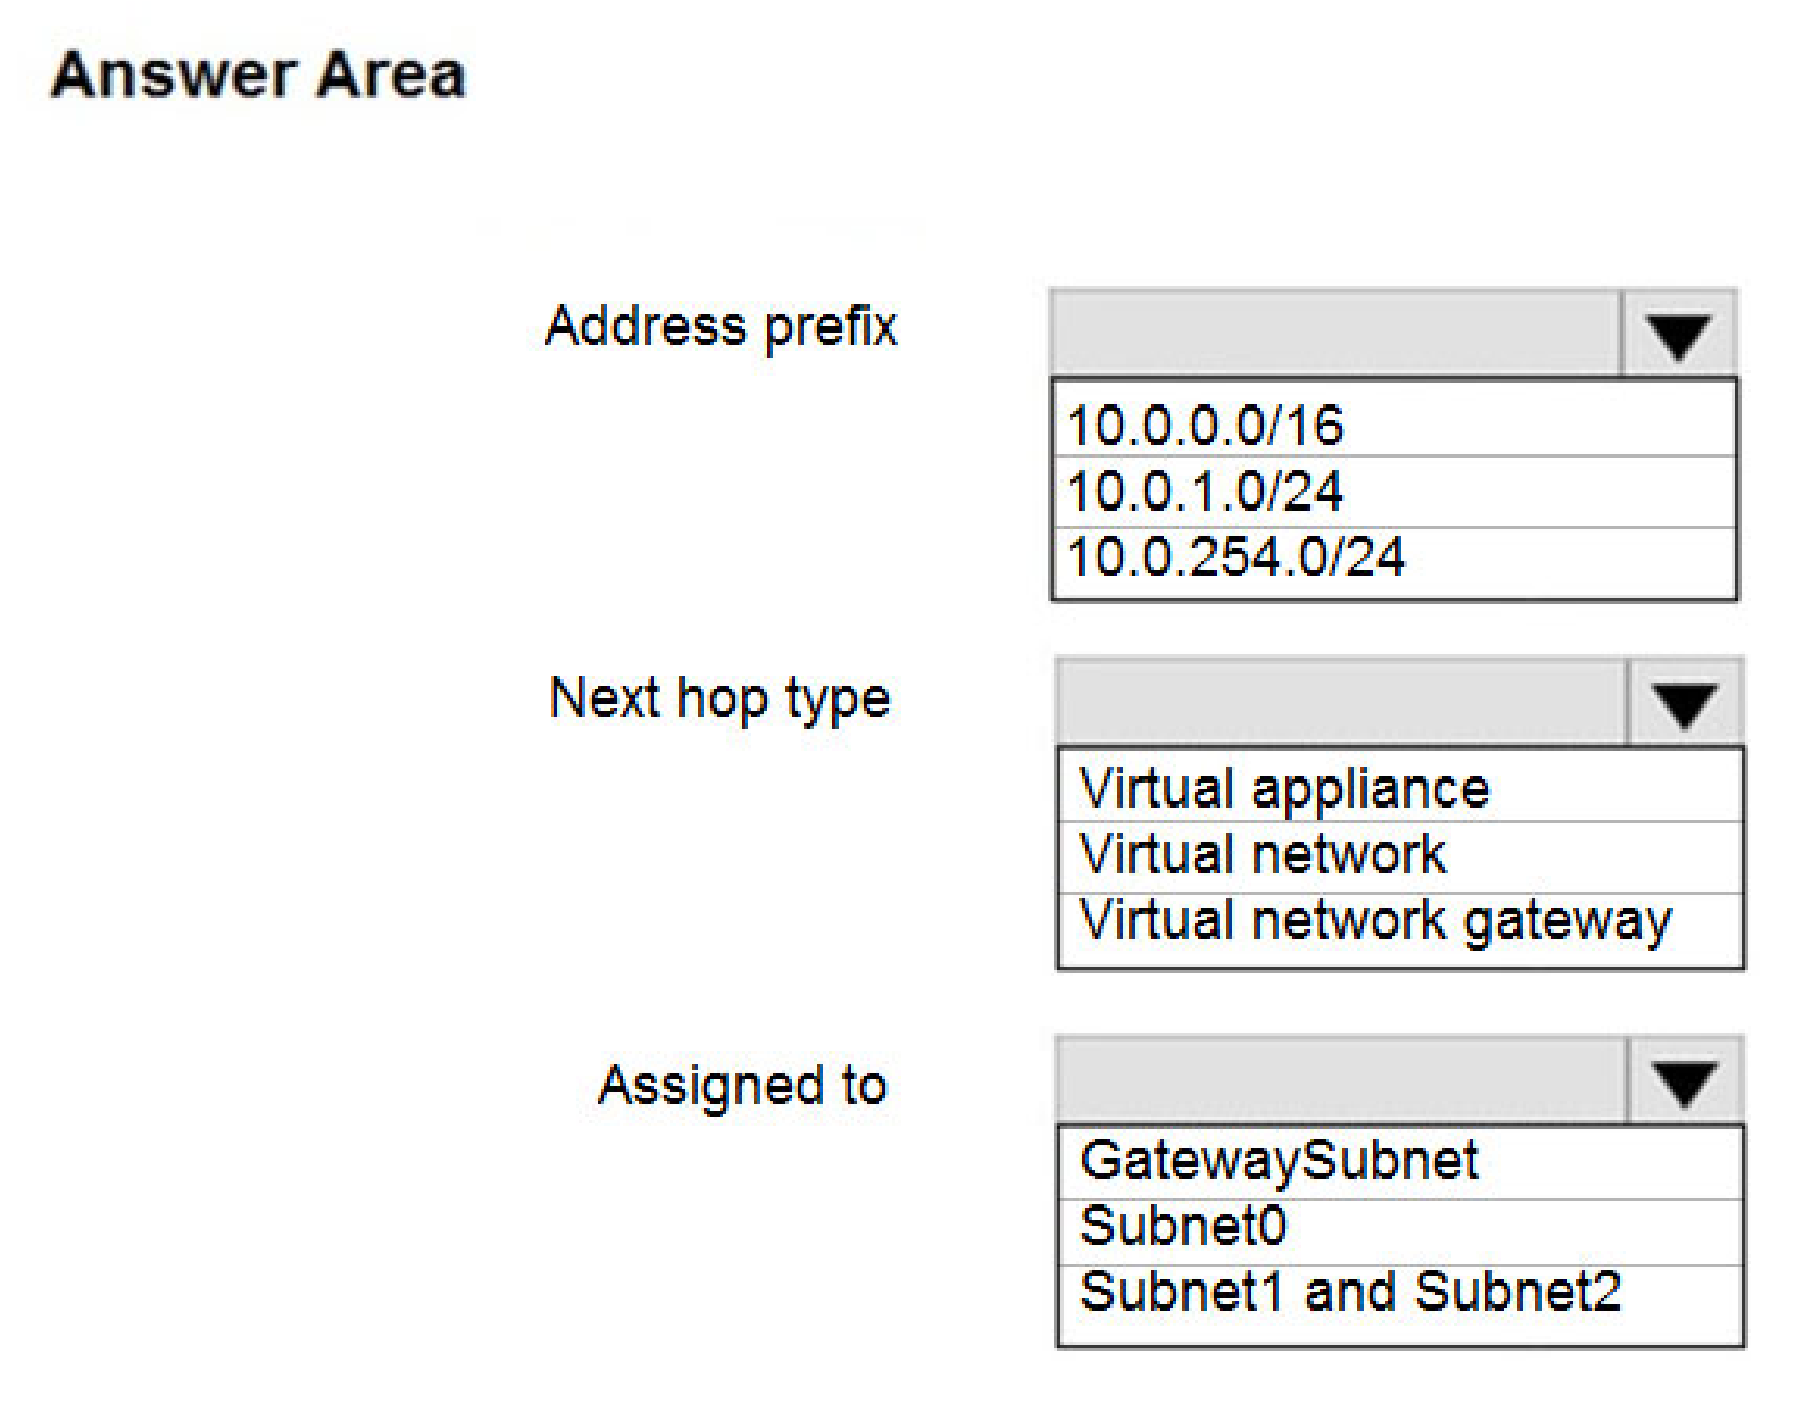 Answer Area
Address prefix
10.0.0.0/16
10.0.1.0/24
10.0.254.0/24
Next hop type
Virtual appliance
Virtual network
Virtual network gateway
Assigned to
GatewaySubnet
Subnet0
Subnet1 and Subnet2